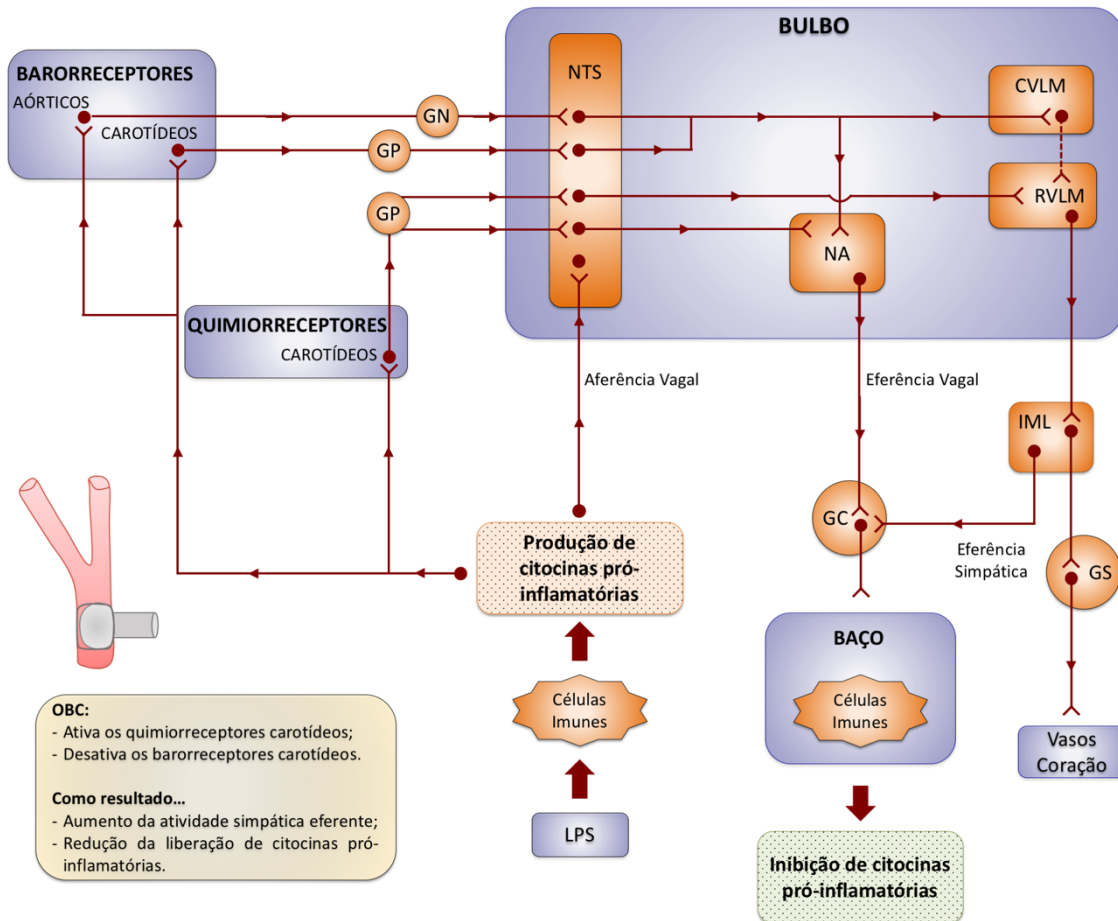 BULBO
BARORRECEPTORES
AÓRTICOS
CAROTÍDEOS
GN
GP
GP
NTS
CVLM
RVLM
NA
QUIMIORRECEPTORES
CAROTÍDEOS
Aferência Vagal
Eferência Vagal
IML
GC
Eferência
Simpática
GS
Produção de
citocinas pró-
inflamatórias
BAÇO
Células
Imunes
Células
Imunes
Vasos
Coração
LPS
Inibição de citocinas
pró-inflamatórias
OBC:
- Ativa os quimiorreceptores carotídeos;
- Desativa os barorreceptores carotídeos.
Como resultado...
- Aumento da atividade simpática eferente;
- Redução da liberação de citocinas pró-
inflamatórias.